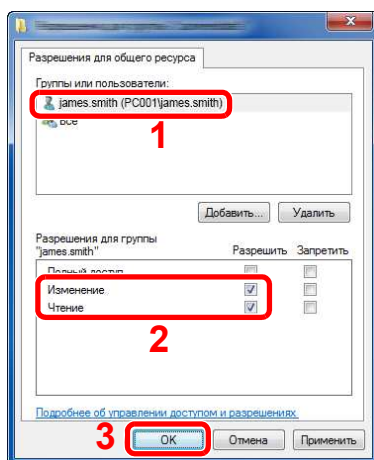 Разрешения для общего ресурса
Группы или пользователи:
james.smith (PC001\james.smith)
Все
1
Добавить... Удалить
Разрешения для группы
"james.smith" Разрешить Запретить
Полный доступ
Изменение
Чтение
2
Подробнее об управлении доступом и разрешениях
3 OK Отмена Применить